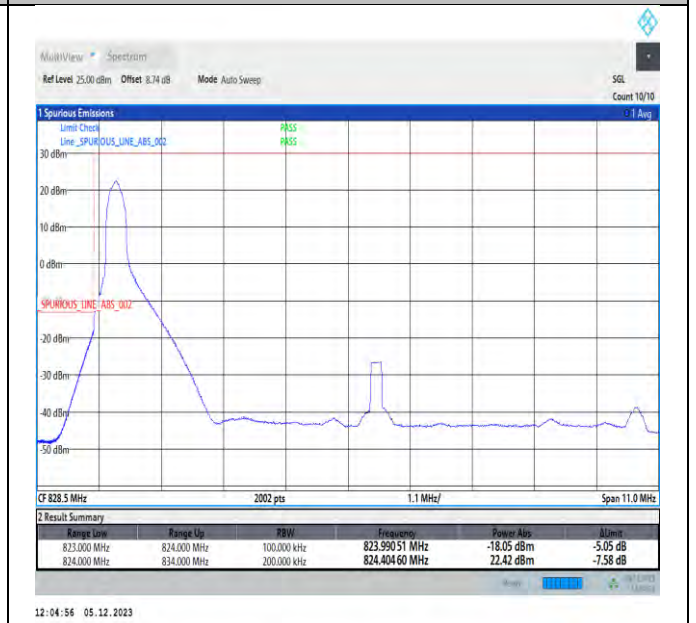 MultiView Spectrum
Ref Level 25.00 dBm Offset 8.74 dB Mode Auto Sweep SGL
Count 10/10
1 Spurious Emissions 1 Avg
Limit Check PASS
Line _SPURIOUS_LINE_ABS_002 PASS
30 dBm
20 dBm
10 dBm
0 dBm
SPURIOUS_LINE_ABS_002
-20 dBm
-30 dBm
-40 dBm
-50 dBm
CF 828.5 MHz 2002 pts 1.1 MHz/ Span 11.0 MHz
2 Result Summary
Range Low Range Up RBW Frequency Power Abs ΔLimit
823.000 MHz 824.000 MHz 100.000 kHz 823.99051 MHz -18.05 dBm -5.05 dB
824.000 MHz 834.000 MHz 200.000 kHz 824.40460 MHz 22.42 dBm -7.58 dB
12:04:56 05.12.2023